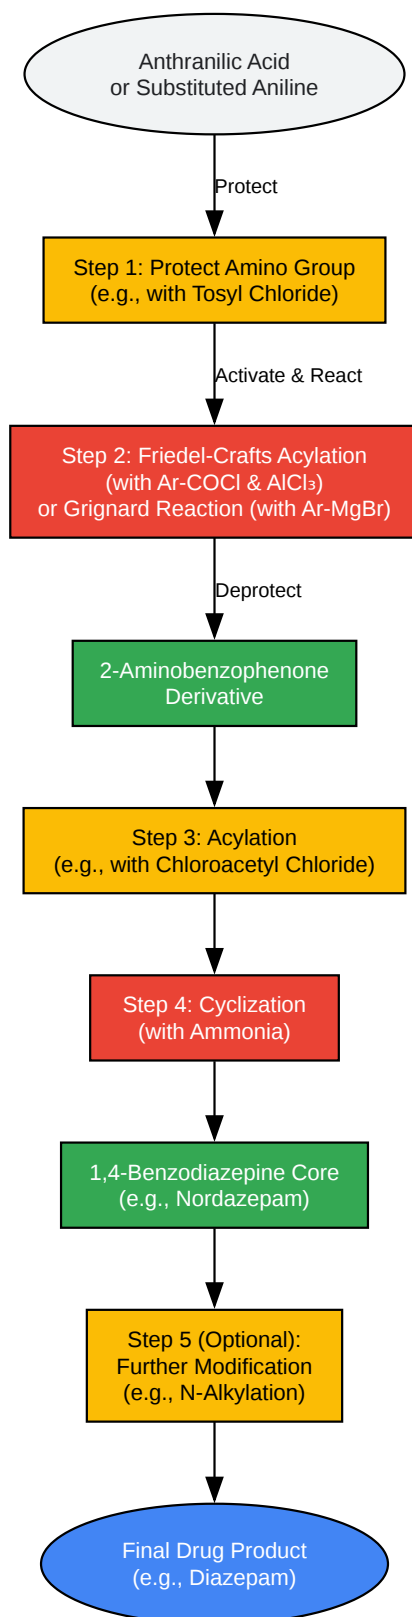 Anthranilic Acid
or Substituted Aniline
Protect
Step 1: Protect Amino Group
(e.g., with Tosyl Chloride)
Activate & React
Step 2: Friedel-Crafts Acylation
(with Ar-COCl & AlCl₃)
or Grignard Reaction (with Ar-MgBr)
Deprotect
2-Aminobenzophenone
Derivative
Step 3: Acylation
(e.g., with Chloroacetyl Chloride)
Step 4: Cyclization
(with Ammonia)
1,4-Benzodiazepine Core
(e.g., Nordazepam)
Step 5 (Optional):
Further Modification
(e.g., N-Alkylation)
Final Drug Product
(e.g., Diazepam)